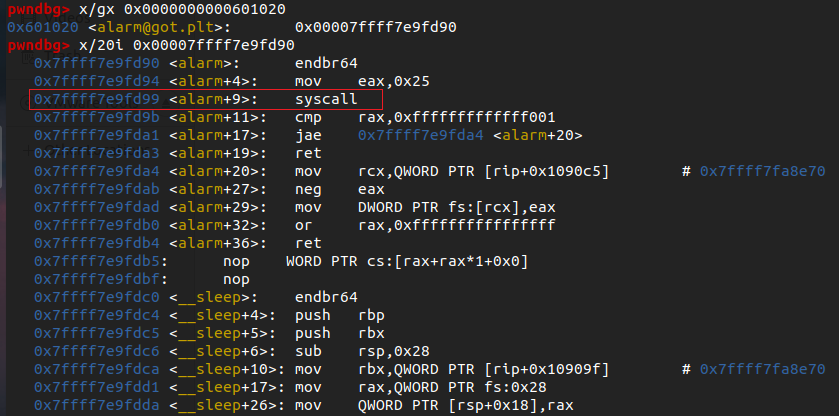 pwndbg> x/gx 0x0000000000601020
0x601020 <alarm@got.plt>: 0x00007ffff7e9fd90
pwndbg> x/20i 0x00007ffff7e9fd90
0x7ffff7e9fd90 <alarm>: endbr64
0x7ffff7e9fd94 <alarm+4>: mov eax,0x25
0x7ffff7e9fd99 <alarm+9>: syscall
0x7ffff7e9fd9b <alarm+11>: cmp rax,0xfffffffffffff001
0x7ffff7e9fda1 <alarm+17>: jae 0x7ffff7e9fda4 <alarm+20>
0x7ffff7e9fda3 <alarm+19>: ret
0x7ffff7e9fda4 <alarm+20>: mov rcx,QWORD PTR [rip+0x1090c5] # 0x7ffff7fa8e70
0x7ffff7e9fdab <alarm+27>: neg eax
0x7ffff7e9fdad <alarm+29>: mov DWORD PTR fs:[rcx],eax
0x7ffff7e9fdb0 <alarm+32>: or rax,0xffffffffffffffff
0x7ffff7e9fdb4 <alarm+36>: ret
0x7ffff7e9fdb5: nop WORD PTR cs:[rax+rax*1+0x0]
0x7ffff7e9fdbf: nop
0x7ffff7e9fdc0 <__sleep>: endbr64
0x7ffff7e9fdc4 <__sleep+4>: push rbp
0x7ffff7e9fdc5 <__sleep+5>: push rbx
0x7ffff7e9fdc6 <__sleep+6>: sub rsp,0x28
0x7ffff7e9fdca <__sleep+10>: mov rbx,QWORD PTR [rip+0x10909f] # 0x7ffff7fa8e70
0x7ffff7e9fdd1 <__sleep+17>: mov rax,QWORD PTR fs:0x28
0x7ffff7e9fdda <__sleep+26>: mov QWORD PTR [rsp+0x18],rax